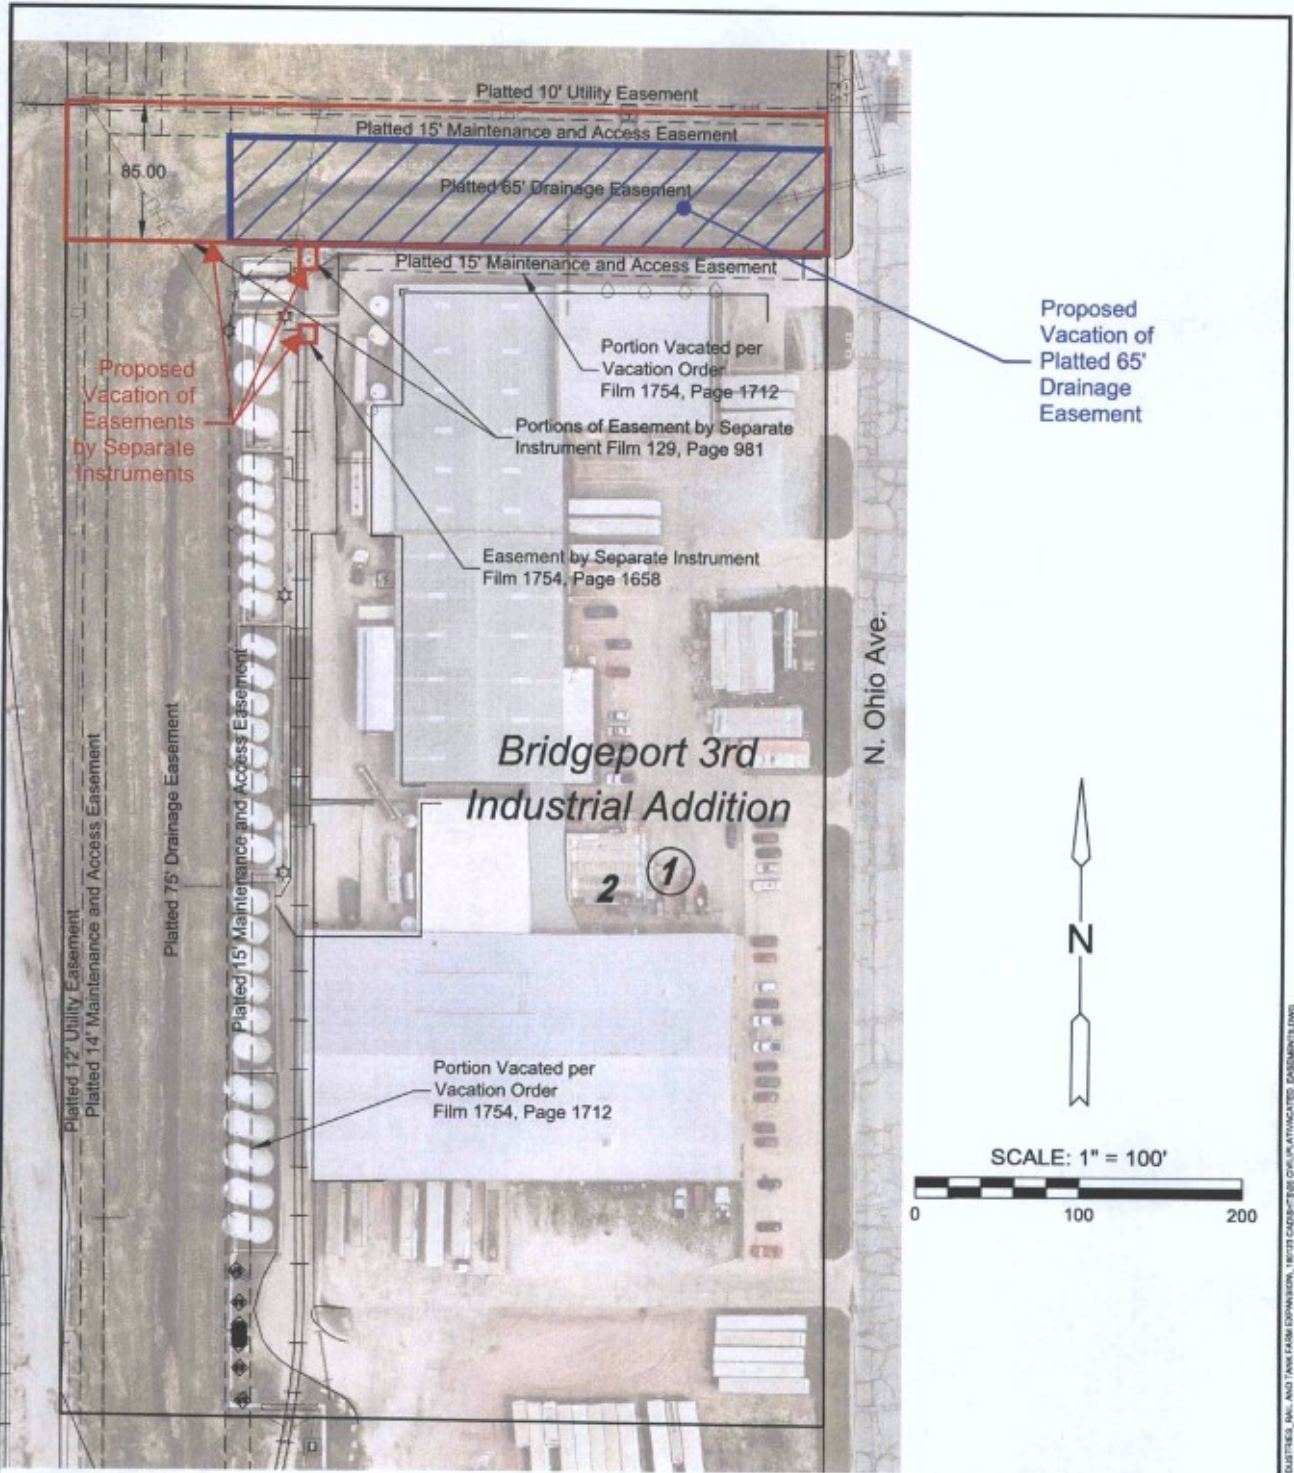 Platted 10' Utility Easement
Platted 15' Maintenance and Access Easement
85.00
Platted 65' Drainage Easement
Platted 15' Maintenance and Access Easement
Proposed
Vacation of
Platted 65'
Drainage
Easement
Portion Vacated per
Vacation Order
Film 1754, Page 1712
Proposed
Vacation of
Easements
by Separate
Instruments
Portions of Easement by Separate
Instrument Film 129, Page 981
Easement by Separate Instrument
Film 1754, Page 1658
N. Ohio Ave.
Bridgeport 3rd
Industrial Addition
2
1
Platted 12' Utility Easement
Platted 14' Maintenance and Access Easement
Platted 75' Drainage Easement
Platted 15' Maintenance and Access Easement
N
Portion Vacated per
Vacation Order
Film 1754, Page 1712
SCALE: 1" = 100'
0 100 200